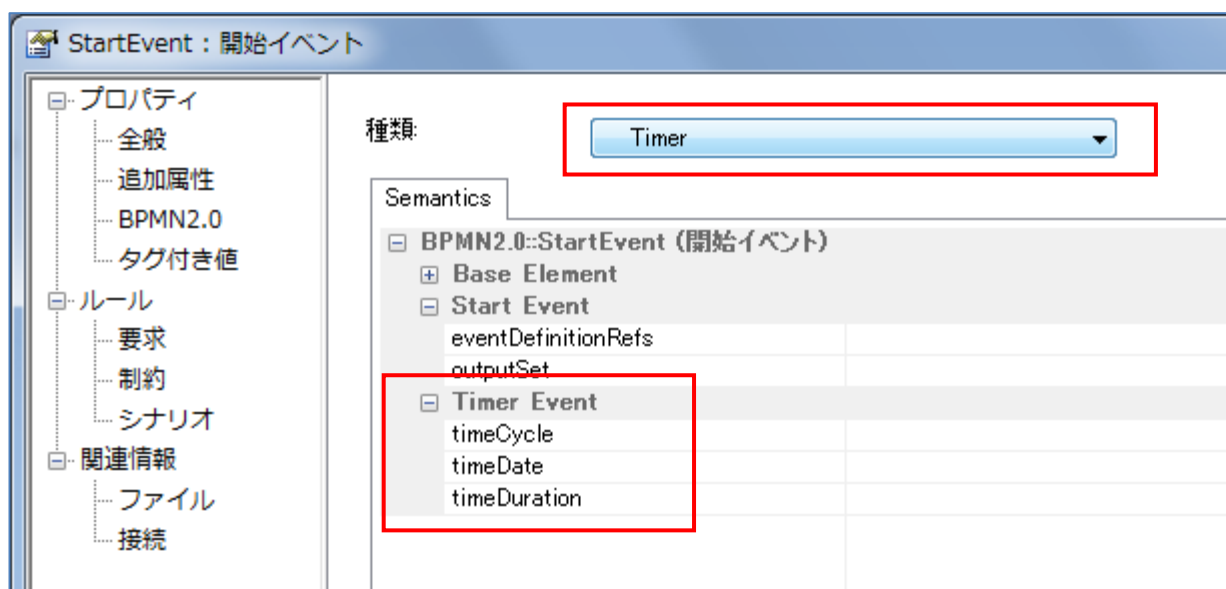 StartEvent : 開始イベント
プロパティ
全般
追加属性
BPMN2.0
タグ付き値
ルール
要求
制約
シナリオ
関連情報
ファイル
接続
種類:
Timer
Semantics
BPMN2.0::StartEvent (開始イベント)
Base Element
Start Event
eventDefinitionRefs
outputSet
Timer Event
timeCycle
timeDate
timeDuration